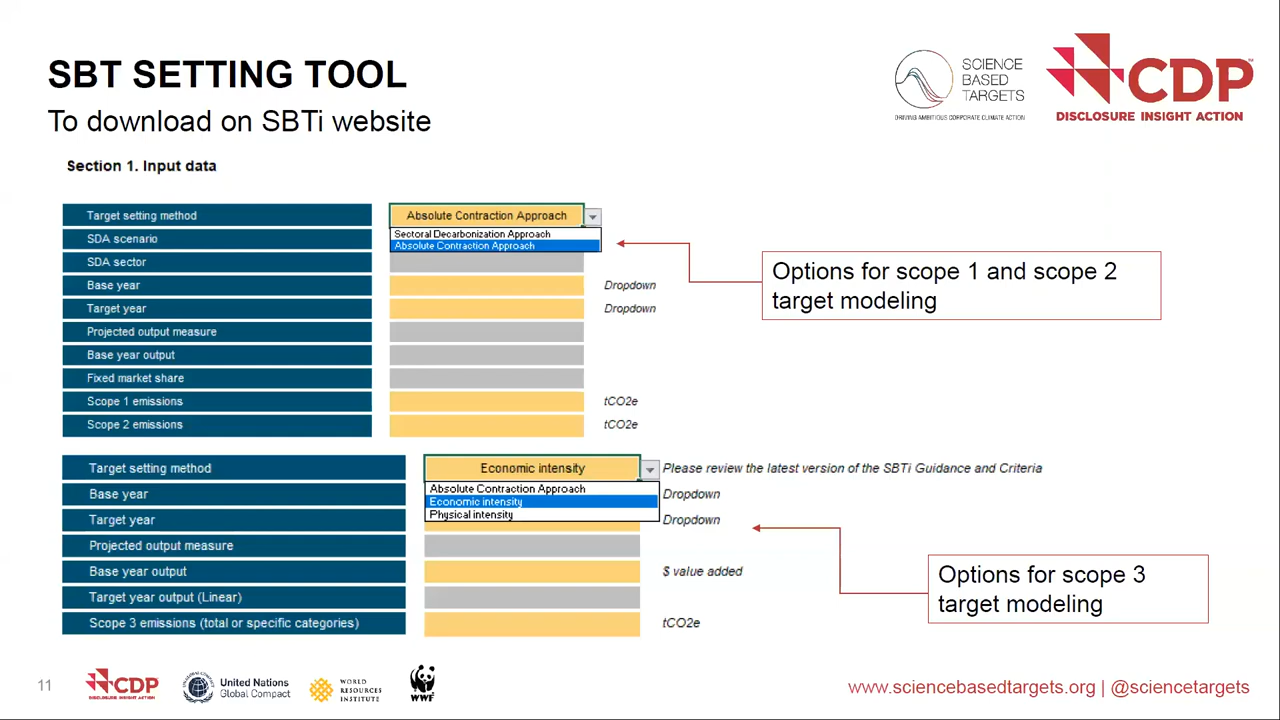 SBT SETTING TOOL
To download on SBTi website
SCIENCE
BASED
TARGETS
DRIVING AMBITIOUS CORPORATE CLIMATE ACTION
CDP
DISCLOSURE INSIGHT ACTION
Section 1. Input data
Target setting method
Absolute Contraction Approach
Sectoral Decarbonization Approach
Absolute Contraction Approach
SDA scenario
SDA sector
Base year
Dropdown
Target year
Dropdown
Projected output measure
Base year output
Fixed market share
Scope 1 emissions
tCO2e
Scope 2 emissions
tCO2e
Options for scope 1 and scope 2
target modeling
Target setting method
Economic intensity
Please review the latest version of the SBTi Guidance and Criteria
Absolute Contraction Approach
Economic intensity
Physical intensity
Base year
Dropdown
Target year
Dropdown
Projected output measure
Base year output
$ value added
Target year output (Linear)
Scope 3 emissions (total or specific categories)
tCO2e
Options for scope 3
target modeling
11
CDP
DISCLOSURE INSIGHT ACTION
United Nations
Global Compact
WORLD
RESOURCES
INSTITUTE
WWF
www.sciencebasedtargets.org | @sciencetargets